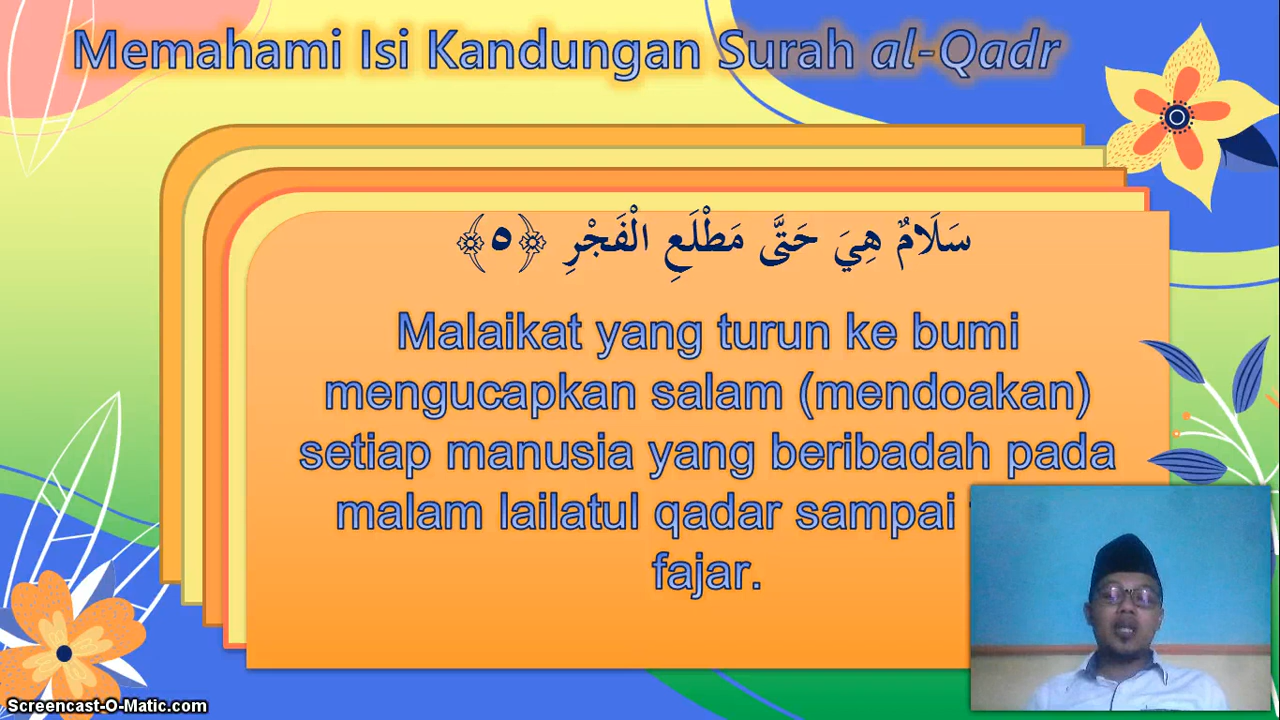 Memahami Isi Kandungan Surah al-Qadr
سَلَامٌ هِيَ حَتَّى مَطْلَعِ الْفَجْرِ ﴿٥﴾
Malaikat yang turun ke bumi
mengucapkan salam (mendoakan)
setiap manusia yang beribadah pada
malam lailatul qadar sampai
fajar.
Screencast-O-Matic.com